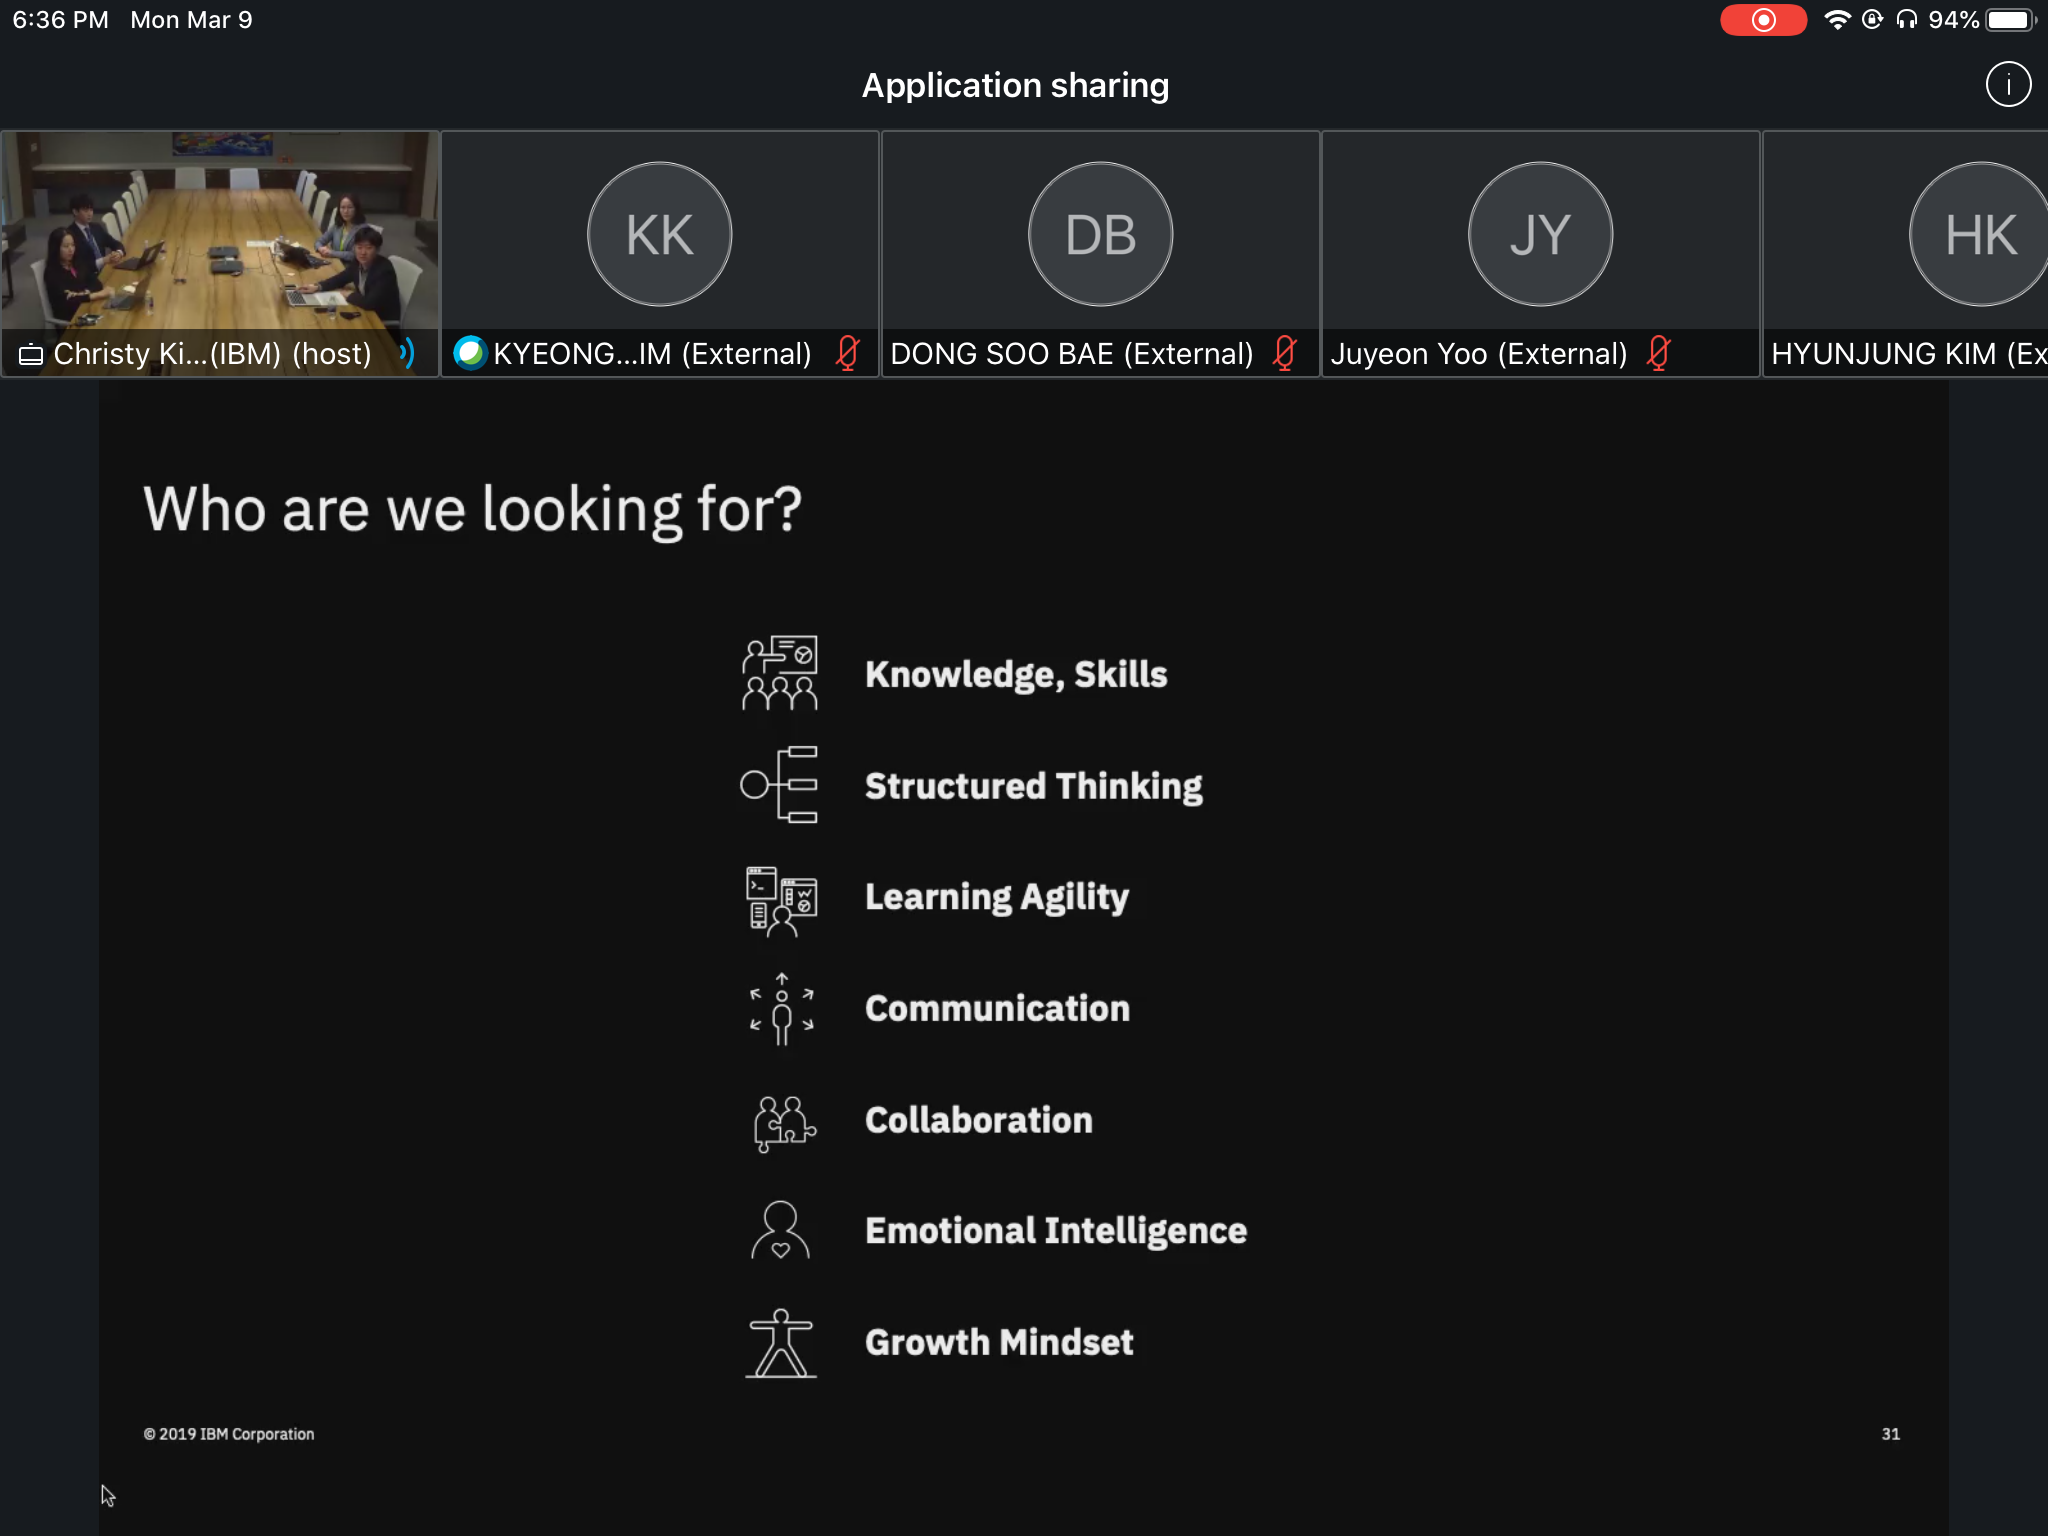 6:36 PM Mon Mar 9 94%
Application sharing
i
KK
DB
JY
HK
Christy Ki...(IBM) (host)
KYEONG...IM (External)
DONG SOO BAE (External)
Juyeon Yoo (External)
HYUNJUNG KIM (Ex
Who are we looking for?
Knowledge, Skills
Structured Thinking
Learning Agility
Communication
Collaboration
Emotional Intelligence
Growth Mindset
© 2019 IBM Corporation
31